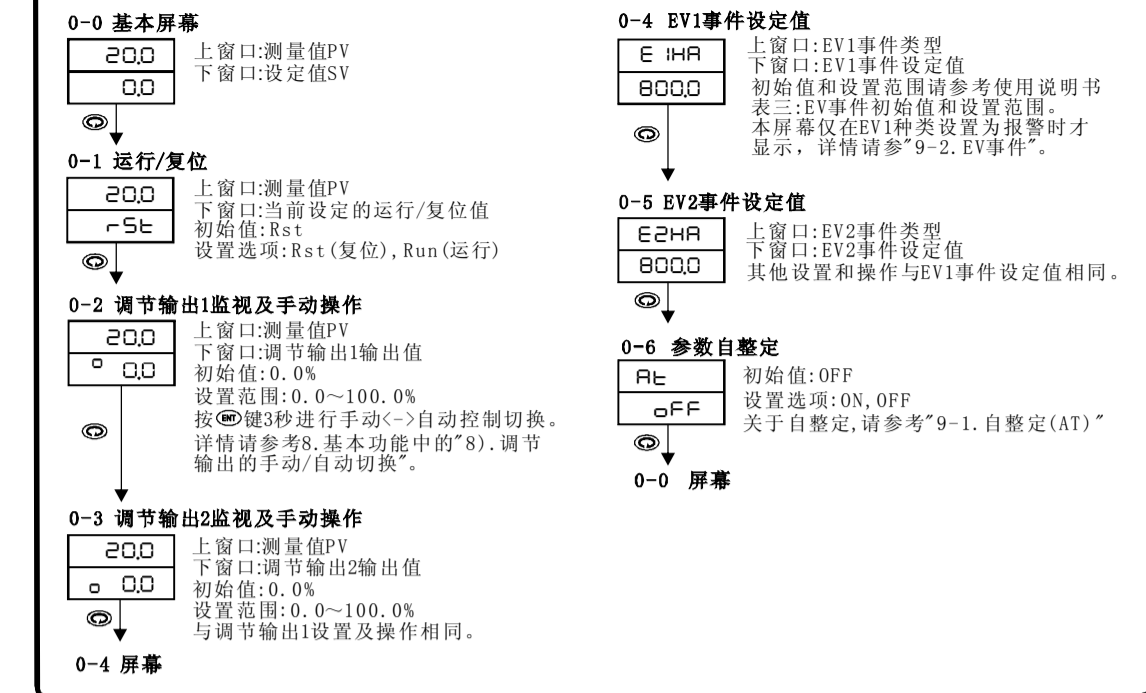 0-0 基本屏幕
20.0
0.0
上窗口:测量值PV
下窗口:设定值SV
0-1 运行/复位
20.0
rSt
上窗口:测量值PV
下窗口:当前设定的运行/复位值
初始值:Rst
设置选项:Rst(复位),Run(运行)
0-2 调节输出1监视及手动操作
20.0
0.0
上窗口:测量值PV
下窗口:调节输出1输出值
初始值:0.0%
设置范围:0.0～100.0%
按ENT键3秒进行手动<->自动控制切换。
详情请参考8.基本功能中的″8).调节
输出的手动/自动切换″。
0-3 调节输出2监视及手动操作
20.0
0.0
上窗口:测量值PV
下窗口:调节输出2输出值
初始值:0.0%
设置范围:0.0～100.0%
与调节输出1设置及操作相同。
0-4 屏幕
0-4 EV1事件设定值
E1HA
800.0
上窗口:EV1事件类型
下窗口:EV1事件设定值
初始值和设置范围请参考使用说明书
表三:EV事件初始值和设置范围。
本屏幕仅在EV1种类设置为报警时才
显示，详情请参″9-2.EV事件″。
0-5 EV2事件设定值
E2HA
800.0
上窗口:EV2事件类型
下窗口:EV2事件设定值
其他设置和操作与EV1事件设定值相同。
0-6 参数自整定
At
oFF
初始值:OFF
设置选项:ON,OFF
关于自整定,请参考″9-1.自整定(AT)″
0-0 屏幕